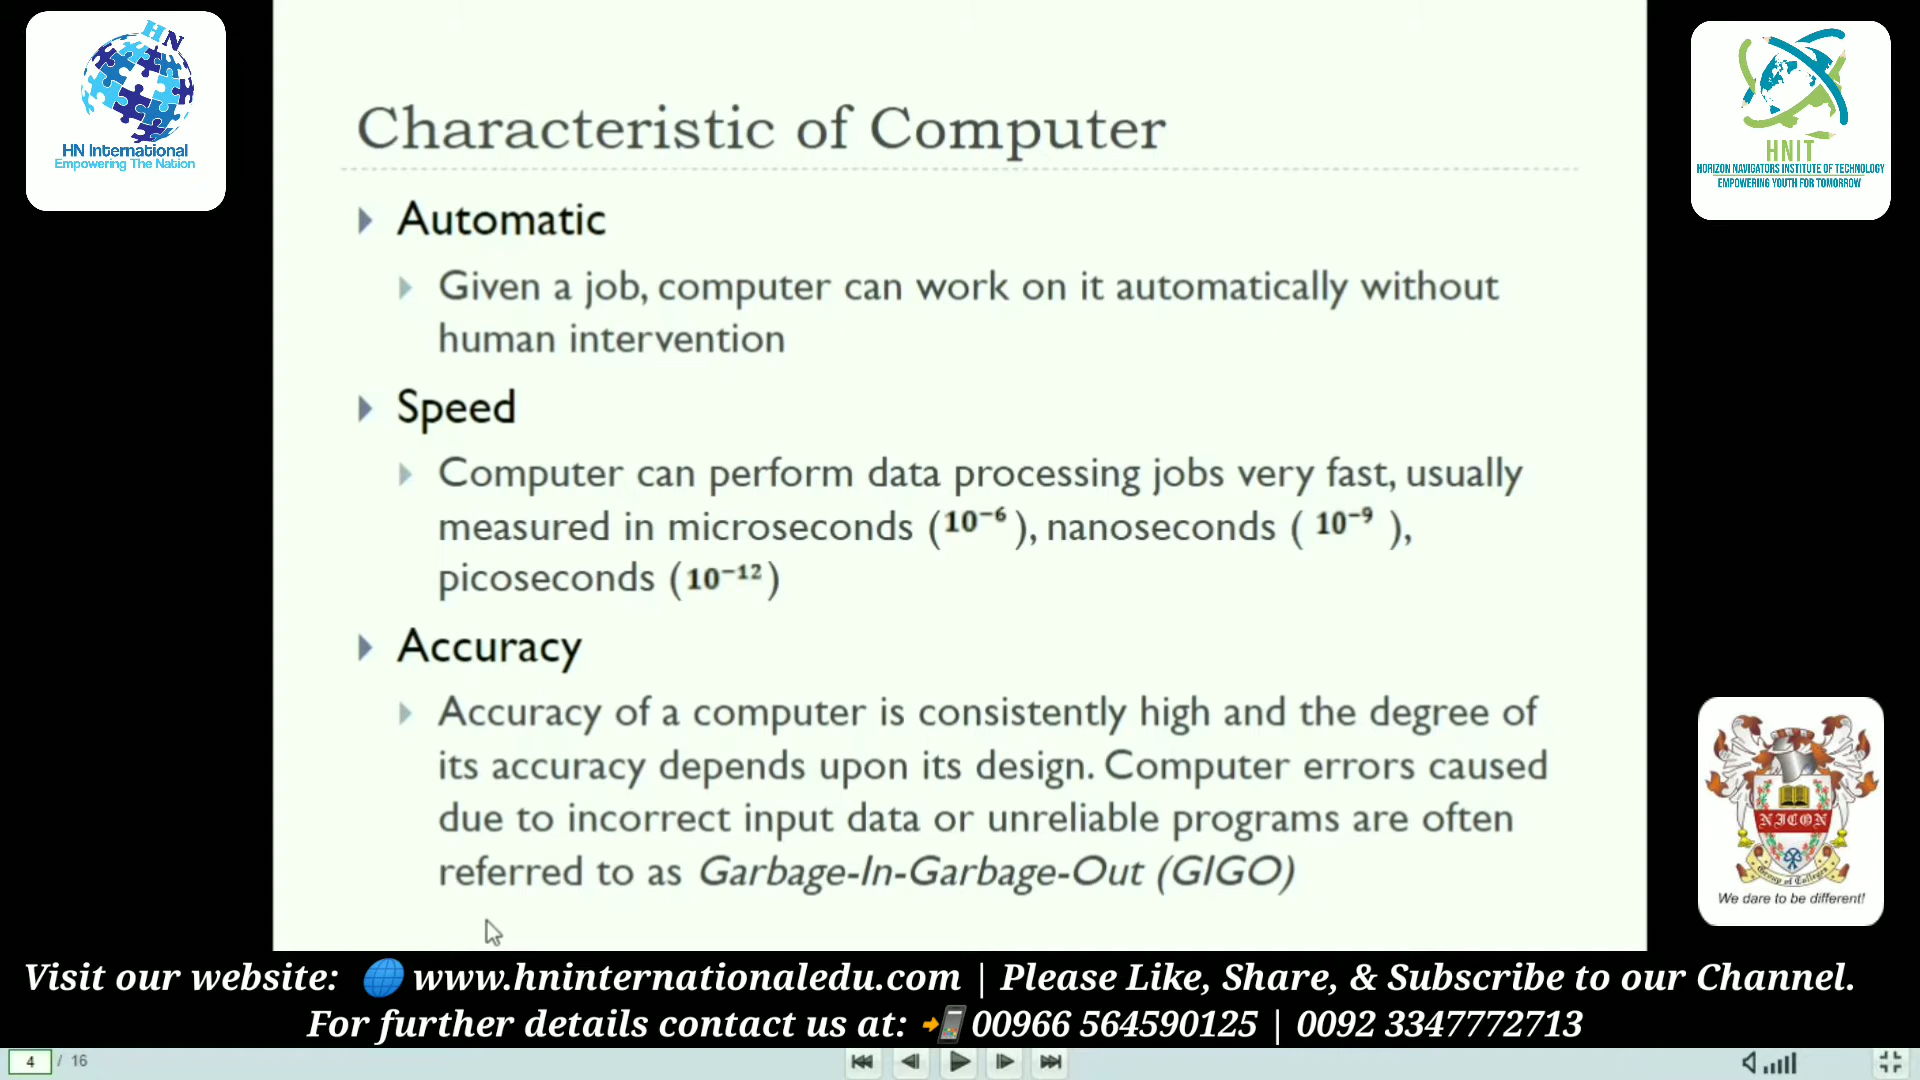 HN
HN International
Empowering The Nation
HNIT
HORIZON NAVIGATORS INSTITUTE OF TECHNOLOGY
EMPOWERING YOUTH FOR TOMORROW
Characteristic of Computer
Automatic
Given a job, computer can work on it automatically without
human intervention
Speed
Computer can perform data processing jobs very fast, usually
measured in microseconds (10⁻⁶), nanoseconds ( 10⁻⁹ ),
picoseconds (10⁻¹²)
Accuracy
Accuracy of a computer is consistently high and the degree of
its accuracy depends upon its design. Computer errors caused
due to incorrect input data or unreliable programs are often
referred to as Garbage-In-Garbage-Out (GIGO)
NICON
Group of Colleges
We dare to be different!
Visit our website: www.hninternationaledu.com | Please Like, Share, & Subscribe to our Channel.
For further details contact us at: 00966 564590125 | 0092 3347772713
4 / 16